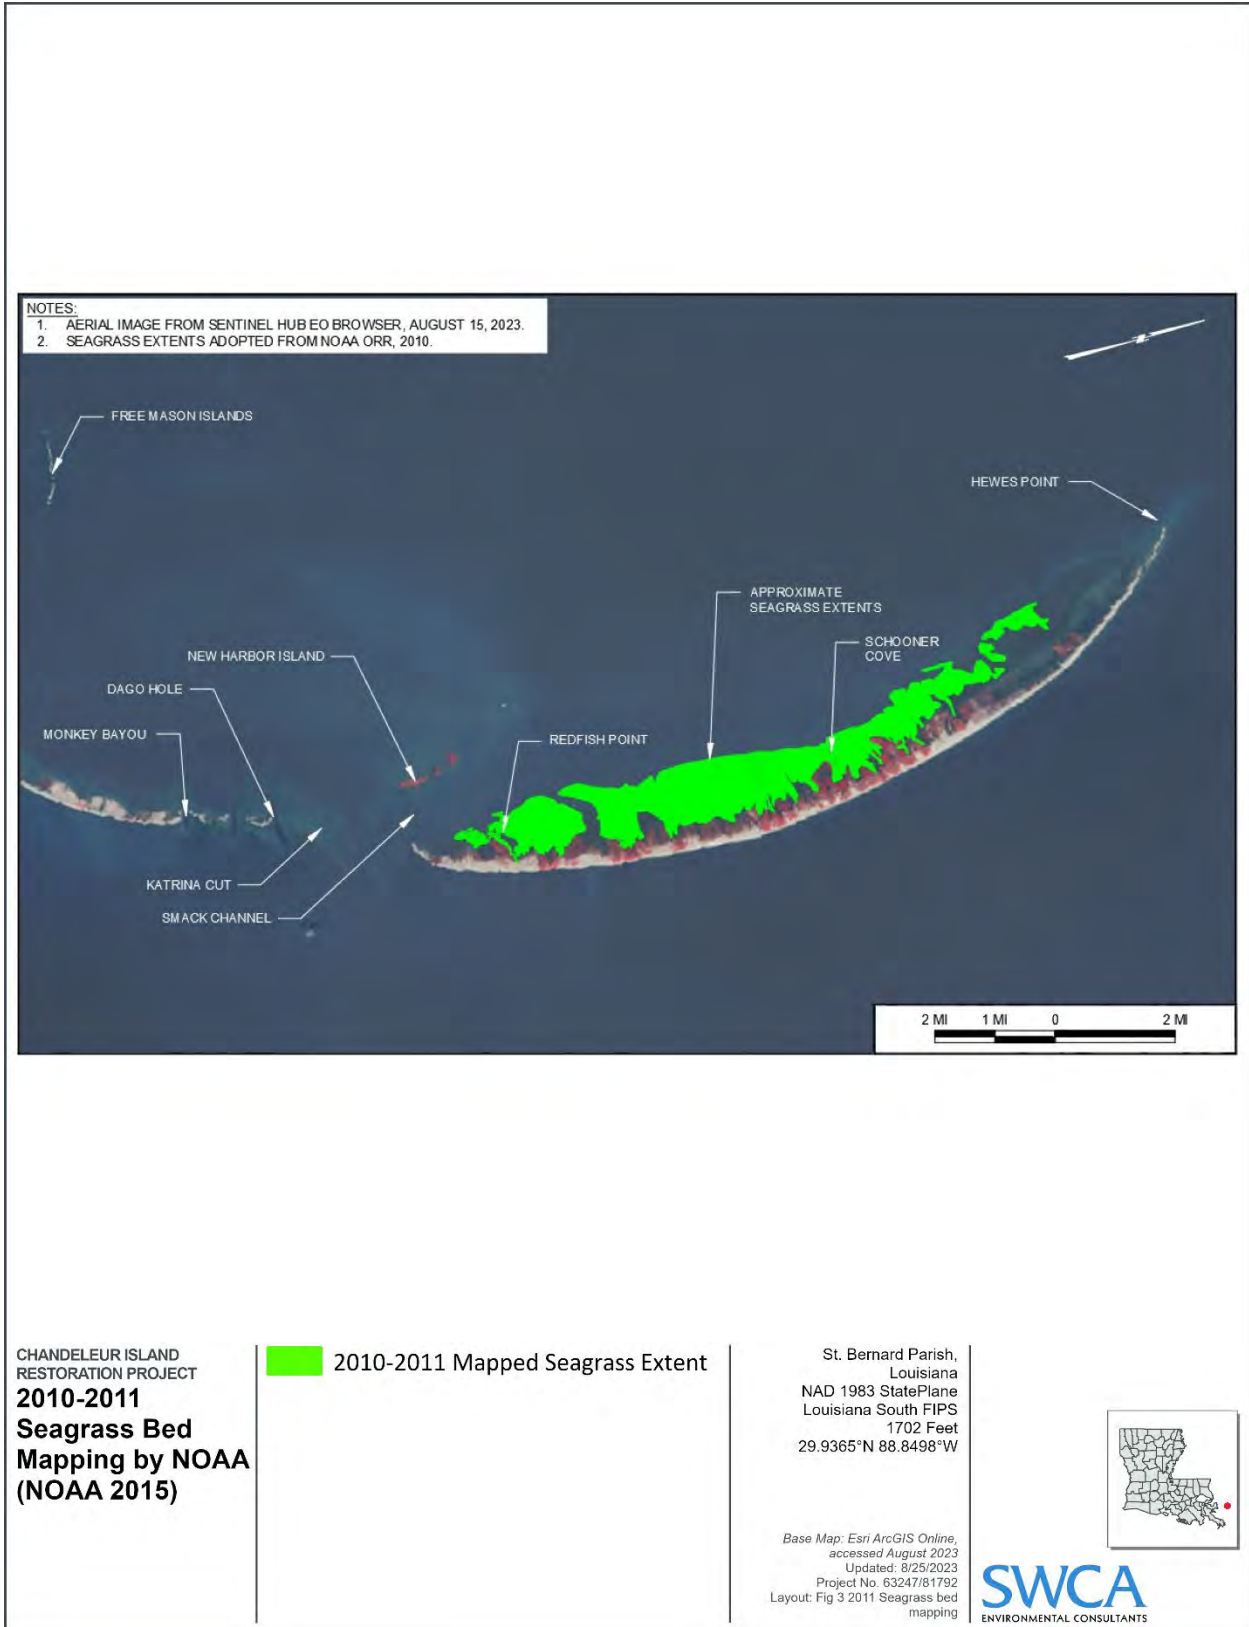 NOTES:
1. AERIAL IMAGE FROM SENTINEL HUB EO BROWSER, AUGUST 15, 2023.
2. SEAGRASS EXTENTS ADOPTED FROM NOAA ORR, 2010.
FREE MASON ISLANDS
HEWES POINT
APPROXIMATE
SEAGRASS EXTENTS
SCHOONER
COVE
NEW HARBOR ISLAND
DAGO HOLE
MONKEY BAYOU
REDFISH POINT
KATRINA CUT
SMACK CHANNEL
2 MI 1 MI 0 2 MI
CHANDELEUR ISLAND
RESTORATION PROJECT
2010-2011
Seagrass Bed
Mapping by NOAA
(NOAA 2015)
2010-2011 Mapped Seagrass Extent
St. Bernard Parish,
Louisiana
NAD 1983 StatePlane
Louisiana South FIPS
1702 Feet
29.9365°N 88.8498°W
Base Map: Esri ArcGIS Online,
accessed August 2023
Updated: 8/25/2023
Project No. 63247/81792
Layout: Fig 3 2011 Seagrass bed
mapping
SWCA
ENVIRONMENTAL CONSULTANTS